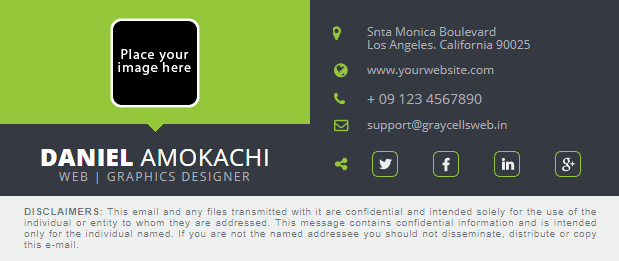 Place your
image here
DANIEL AMOKACHI
WEB | GRAPHICS DESIGNER
Snta Monica Boulevard
Los Angeles. California 90025
www.yourwebsite.com
+ 09 123 4567890
support@graycellsweb.in
f
in
g+
DISCLAIMERS: This email and any files transmitted with it are confidential and intended solely for the use of the
individual or entity to whom they are addressed. This message contains confidential information and is intended
only for the individual named. If you are not the named addressee you should not disseminate, distribute or copy
this e-mail.